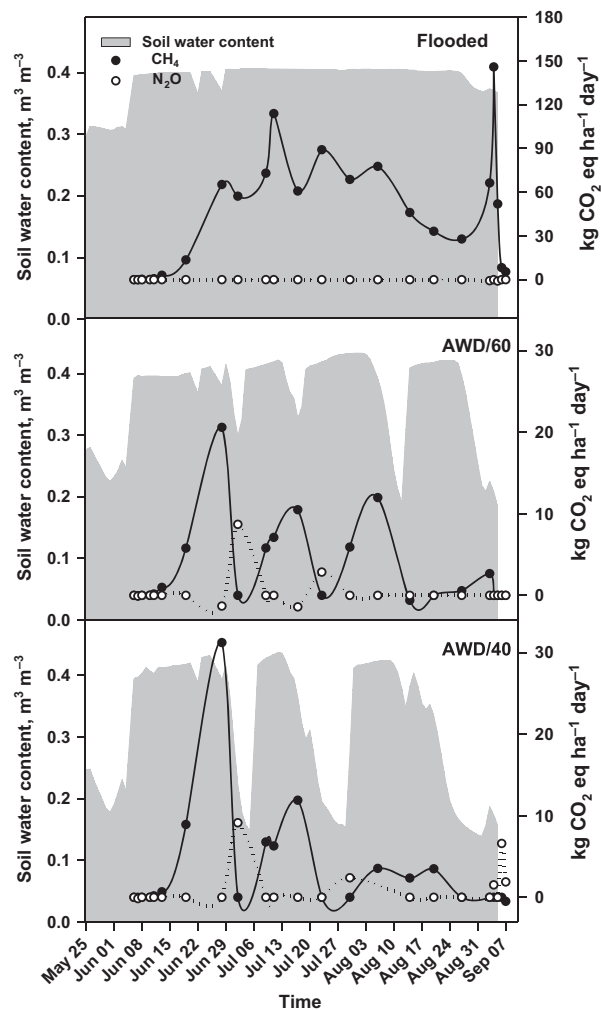 Soil water content
CH₄
N₂O
Flooded
Soil water content, m³ m⁻³
0.4
0.3
0.2
0.1
0.0
180
150
120
90
60
30
0
kg CO₂ eq ha⁻¹ day⁻¹
AWD/60
Soil water content, m³ m⁻³
0.4
0.3
0.2
0.1
0.0
30
20
10
0
kg CO₂ eq ha⁻¹ day⁻¹
AWD/40
Soil water content, m³ m⁻³
0.4
0.3
0.2
0.1
0.0
30
20
10
0
kg CO₂ eq ha⁻¹ day⁻¹
May 25
Jun 01
Jun 08
Jun 15
Jun 22
Jun 29
Jul 06
Jul 13
Jul 20
Jul 27
Aug 03
Aug 10
Aug 17
Aug 24
Aug 31
Sep 07
Time